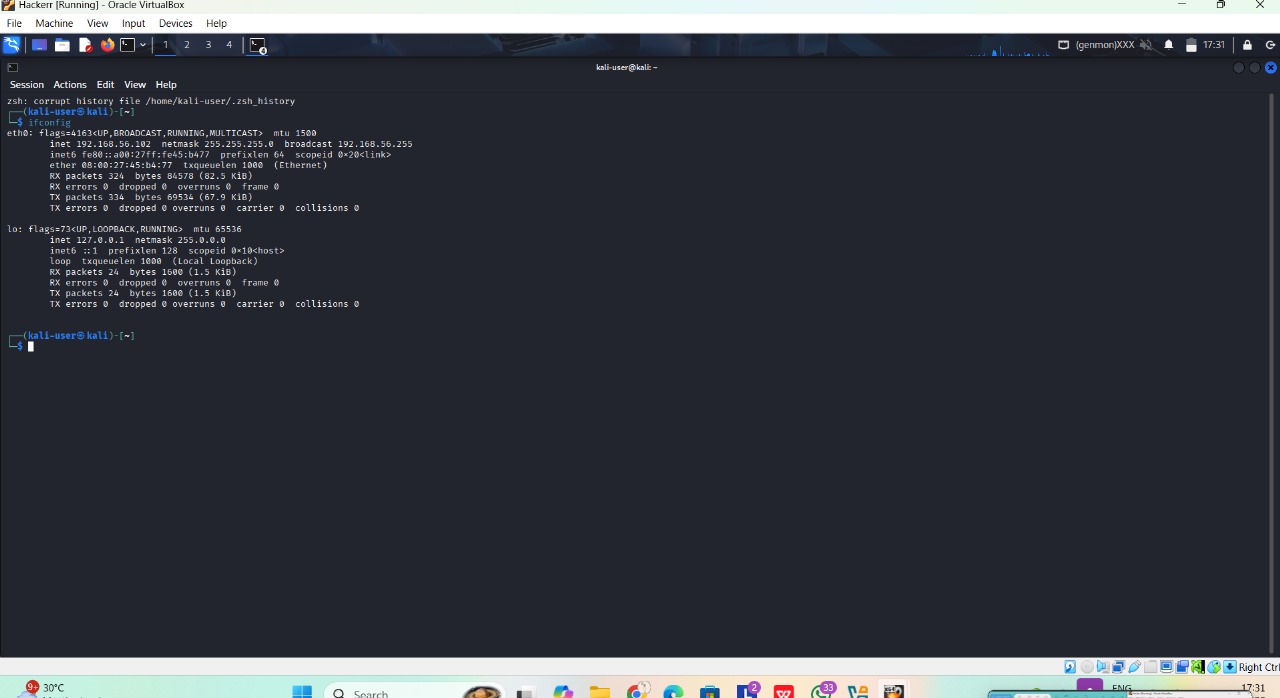 Hackerr [Running] - Oracle VirtualBox
File Machine View Input Devices Help
1 2 3 4 (genmon)XXX 17:31
kali-user@kali: ~
Session Actions Edit View Help
zsh: corrupt history file /home/kali-user/.zsh_history
(kali-user㉿kali)-[~]
$ ifconfig
eth0: flags=4163<UP,BROADCAST,RUNNING,MULTICAST> mtu 1500
inet 192.168.56.102 netmask 255.255.255.0 broadcast 192.168.56.255
inet6 fe80::a00:27ff:fe45:b477 prefixlen 64 scopeid 0×20<link>
ether 08:00:27:45:b4:77 txqueuelen 1000 (Ethernet)
RX packets 324 bytes 84578 (82.5 KiB)
RX errors 0 dropped 0 overruns 0 frame 0
TX packets 334 bytes 69534 (67.9 KiB)
TX errors 0 dropped 0 overruns 0 carrier 0 collisions 0
lo: flags=73<UP,LOOPBACK,RUNNING> mtu 65536
inet 127.0.0.1 netmask 255.0.0.0
inet6 ::1 prefixlen 128 scopeid 0×10<host>
loop txqueuelen 1000 (Local Loopback)
RX packets 24 bytes 1600 (1.5 KiB)
RX errors 0 dropped 0 overruns 0 frame 0
TX packets 24 bytes 1600 (1.5 KiB)
TX errors 0 dropped 0 overruns 0 carrier 0 collisions 0
(kali-user㉿kali)-[~]
$
Right Ctrl
9+ 30°C Search 2 33 ENG 17:31